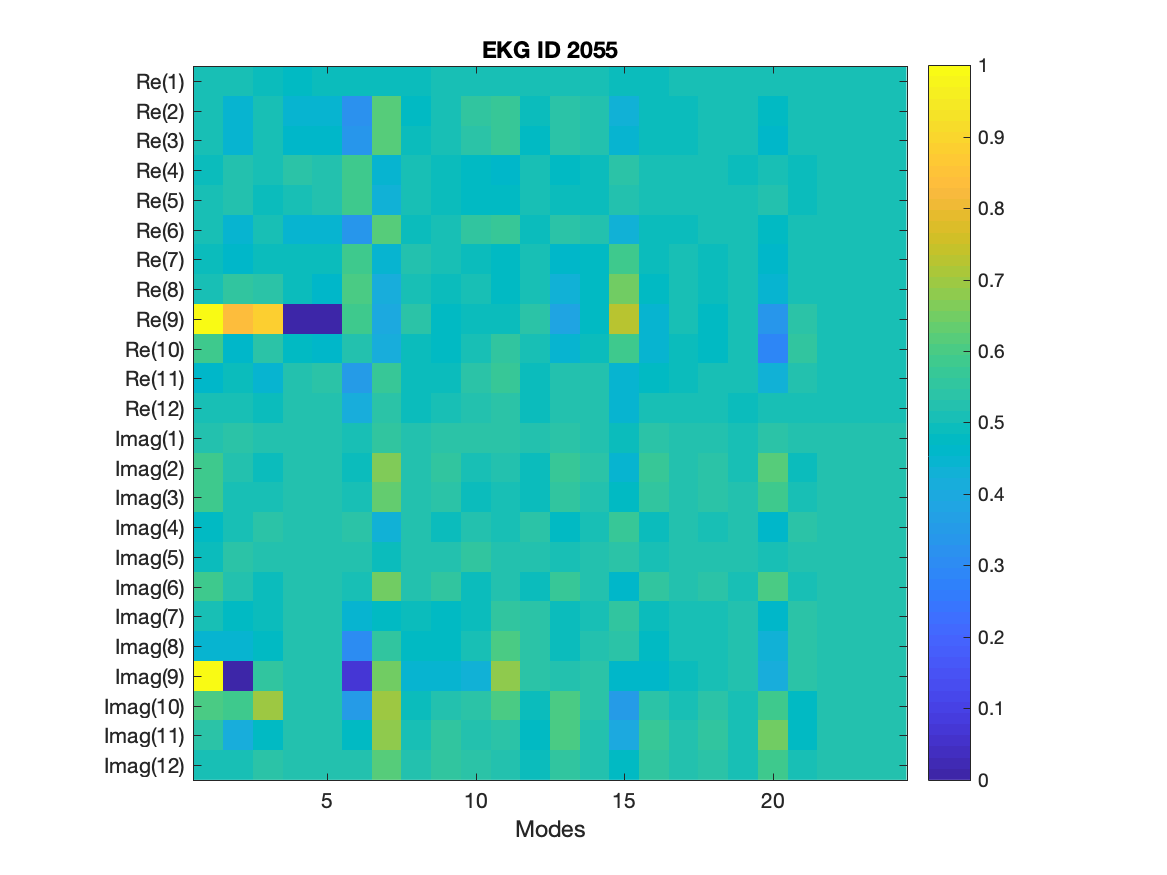 EKG ID 2055
Re(1)
Re(2)
Re(3)
Re(4)
Re(5)
Re(6)
Re(7)
Re(8)
Re(9)
Re(10)
Re(11)
Re(12)
Imag(1)
Imag(2)
Imag(3)
Imag(4)
Imag(5)
Imag(6)
Imag(7)
Imag(8)
Imag(9)
Imag(10)
Imag(11)
Imag(12)
5 10 15 20
Modes
1
0.9
0.8
0.7
0.6
0.5
0.4
0.3
0.2
0.1
0